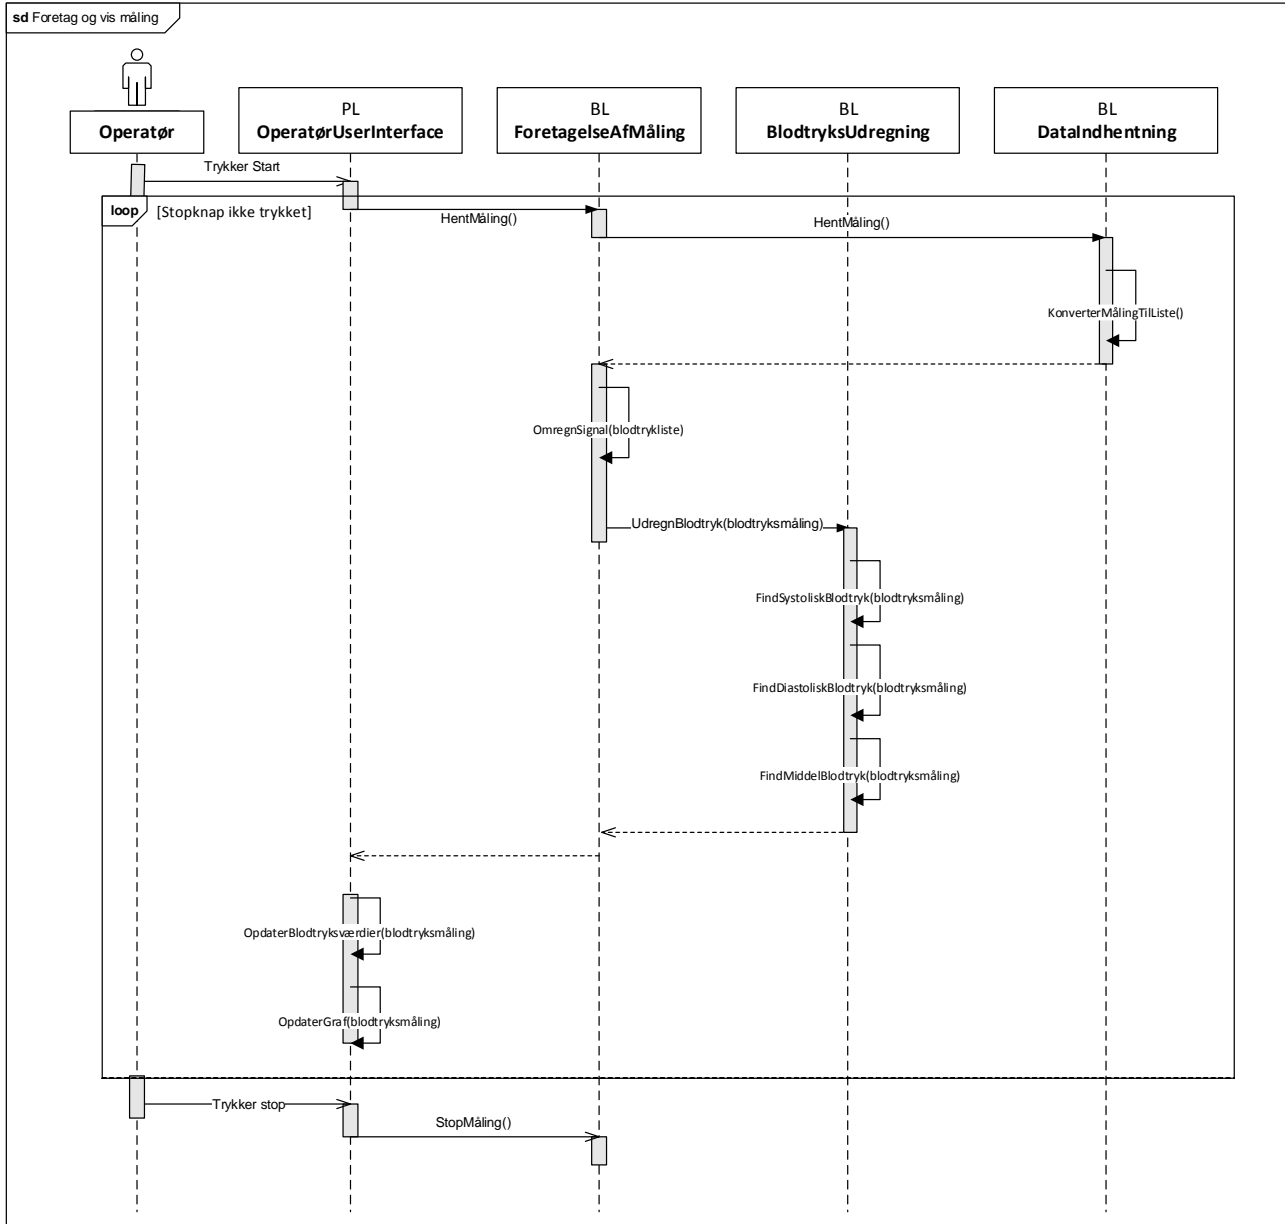 sd Foretag og vis måling
Operatør
PL
OperatørUserInterface
BL
ForetagelseAfMåling
BL
BlodtryksUdregning
BL
DataIndhentning
Trykker Start
loop [Stopknap ikke trykket]
HentMåling()
HentMåling()
KonverterMålingTilListe()
OmregnSignal(blodtrykliste)
UdregnBlodtryk(blodtryksmåling)
FindSystoliskBlodtryk(blodtryksmåling)
FindDiastoliskBlodtryk(blodtryksmåling)
FindMiddelBlodtryk(blodtryksmåling)
OpdaterBlodtryksværdier(blodtryksmåling)
OpdaterGraf(blodtryksmåling)
Trykker stop
StopMåling()